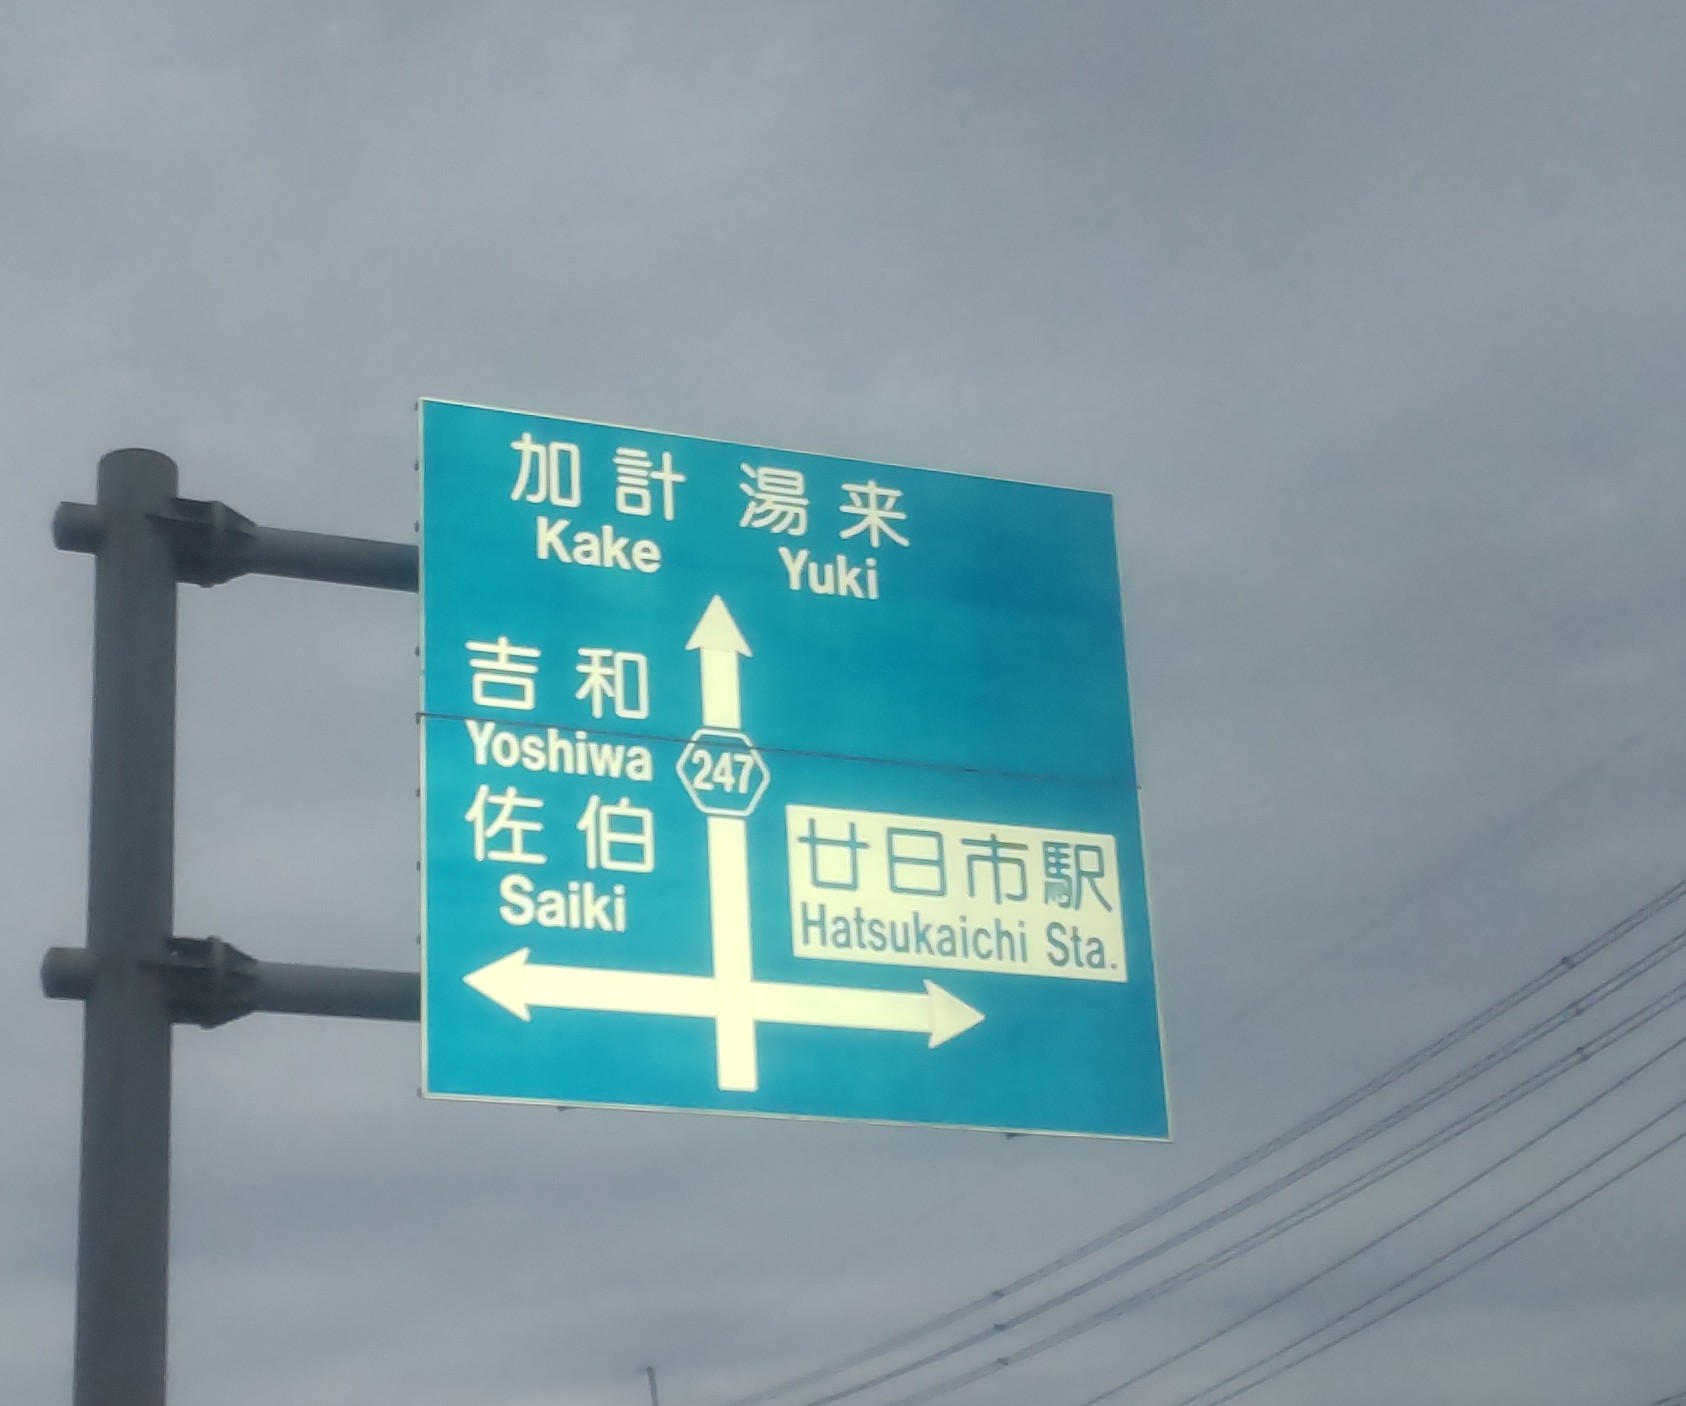 加計 湯来
Kake Yuki
吉和
Yoshiwa
247
佐伯
Saiki
廿日市駅
Hatsukaichi Sta.